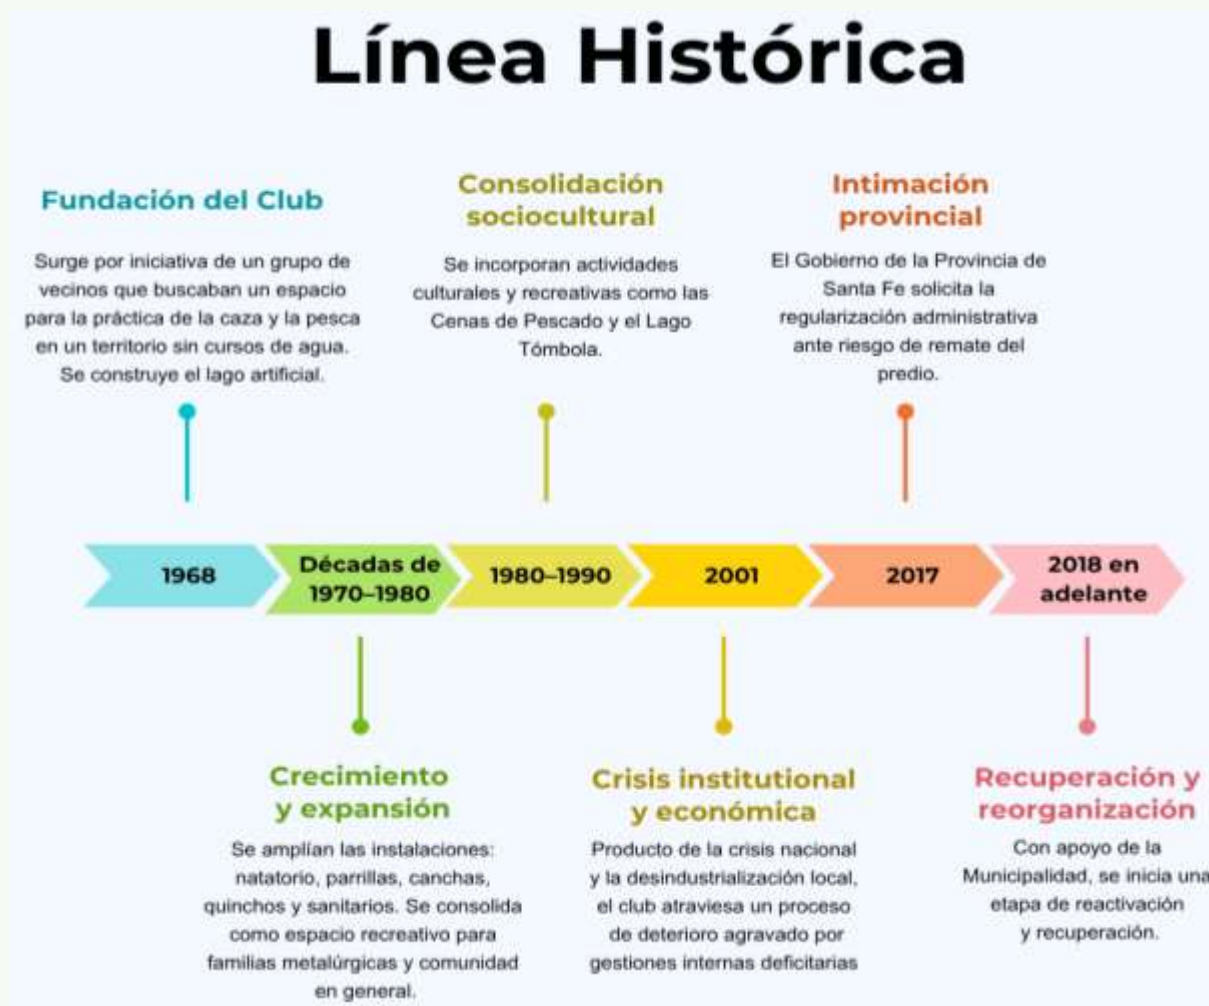 Línea Histórica
Fundación del Club
Surge por iniciativa de un grupo de
vecinos que buscaban un espacio
para la práctica de la caza y la pesca
en un territorio sin cursos de agua.
Se construye el lago artificial.
Consolidación
sociocultural
Se incorporan actividades
culturales y recreativas como las
Cenas de Pescado y el Lago
Tómbola.
Intimación
provincial
El Gobierno de la Provincia de
Santa Fe solicita la
regularización administrativa
ante riesgo de remate del
predio.
1968
Décadas de
1970–1980
1980–1990
2001
2017
2018 en
adelante
Crecimiento
y expansión
Se amplían las instalaciones:
natatorio, parrillas, canchas,
quinchos y sanitarios. Se consolida
como espacio recreativo para
familias metalúrgicas y comunidad
en general.
Crisis institutional
y económica
Producto de la crisis nacional
y la desindustrialización local,
el club atraviesa un proceso
de deterioro agravado por
gestiones internas deficitarias
Recuperación y
reorganización
Con apoyo de la
Municipalidad, se inicia una
etapa de reactivación
y recuperación.